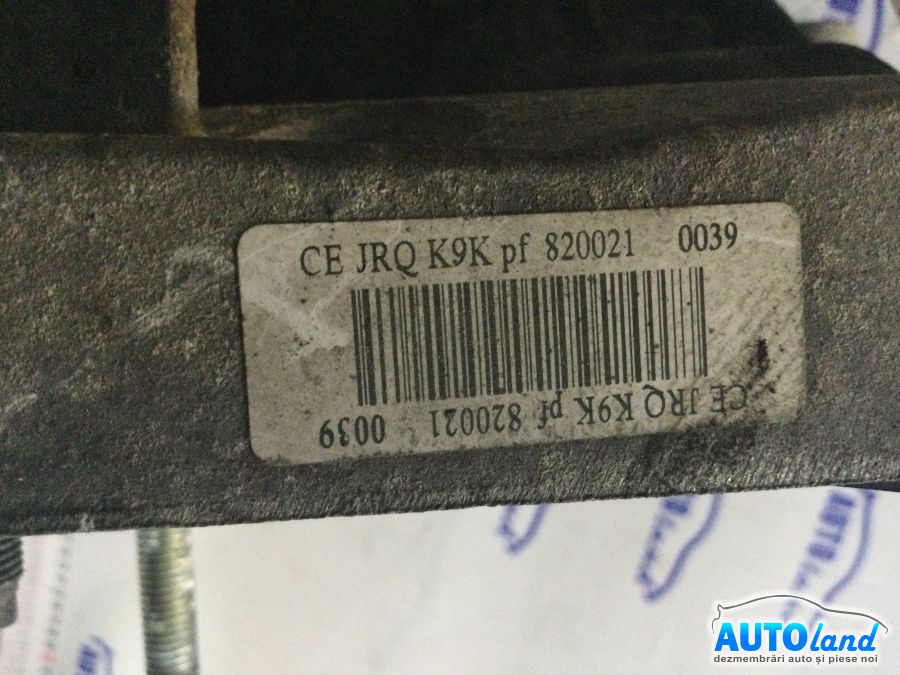 CE JRQ K9K pf 820021 0039
CE JRQ K9K pf 820021 0039
AUTOland
dezmembrări auto și piese noi